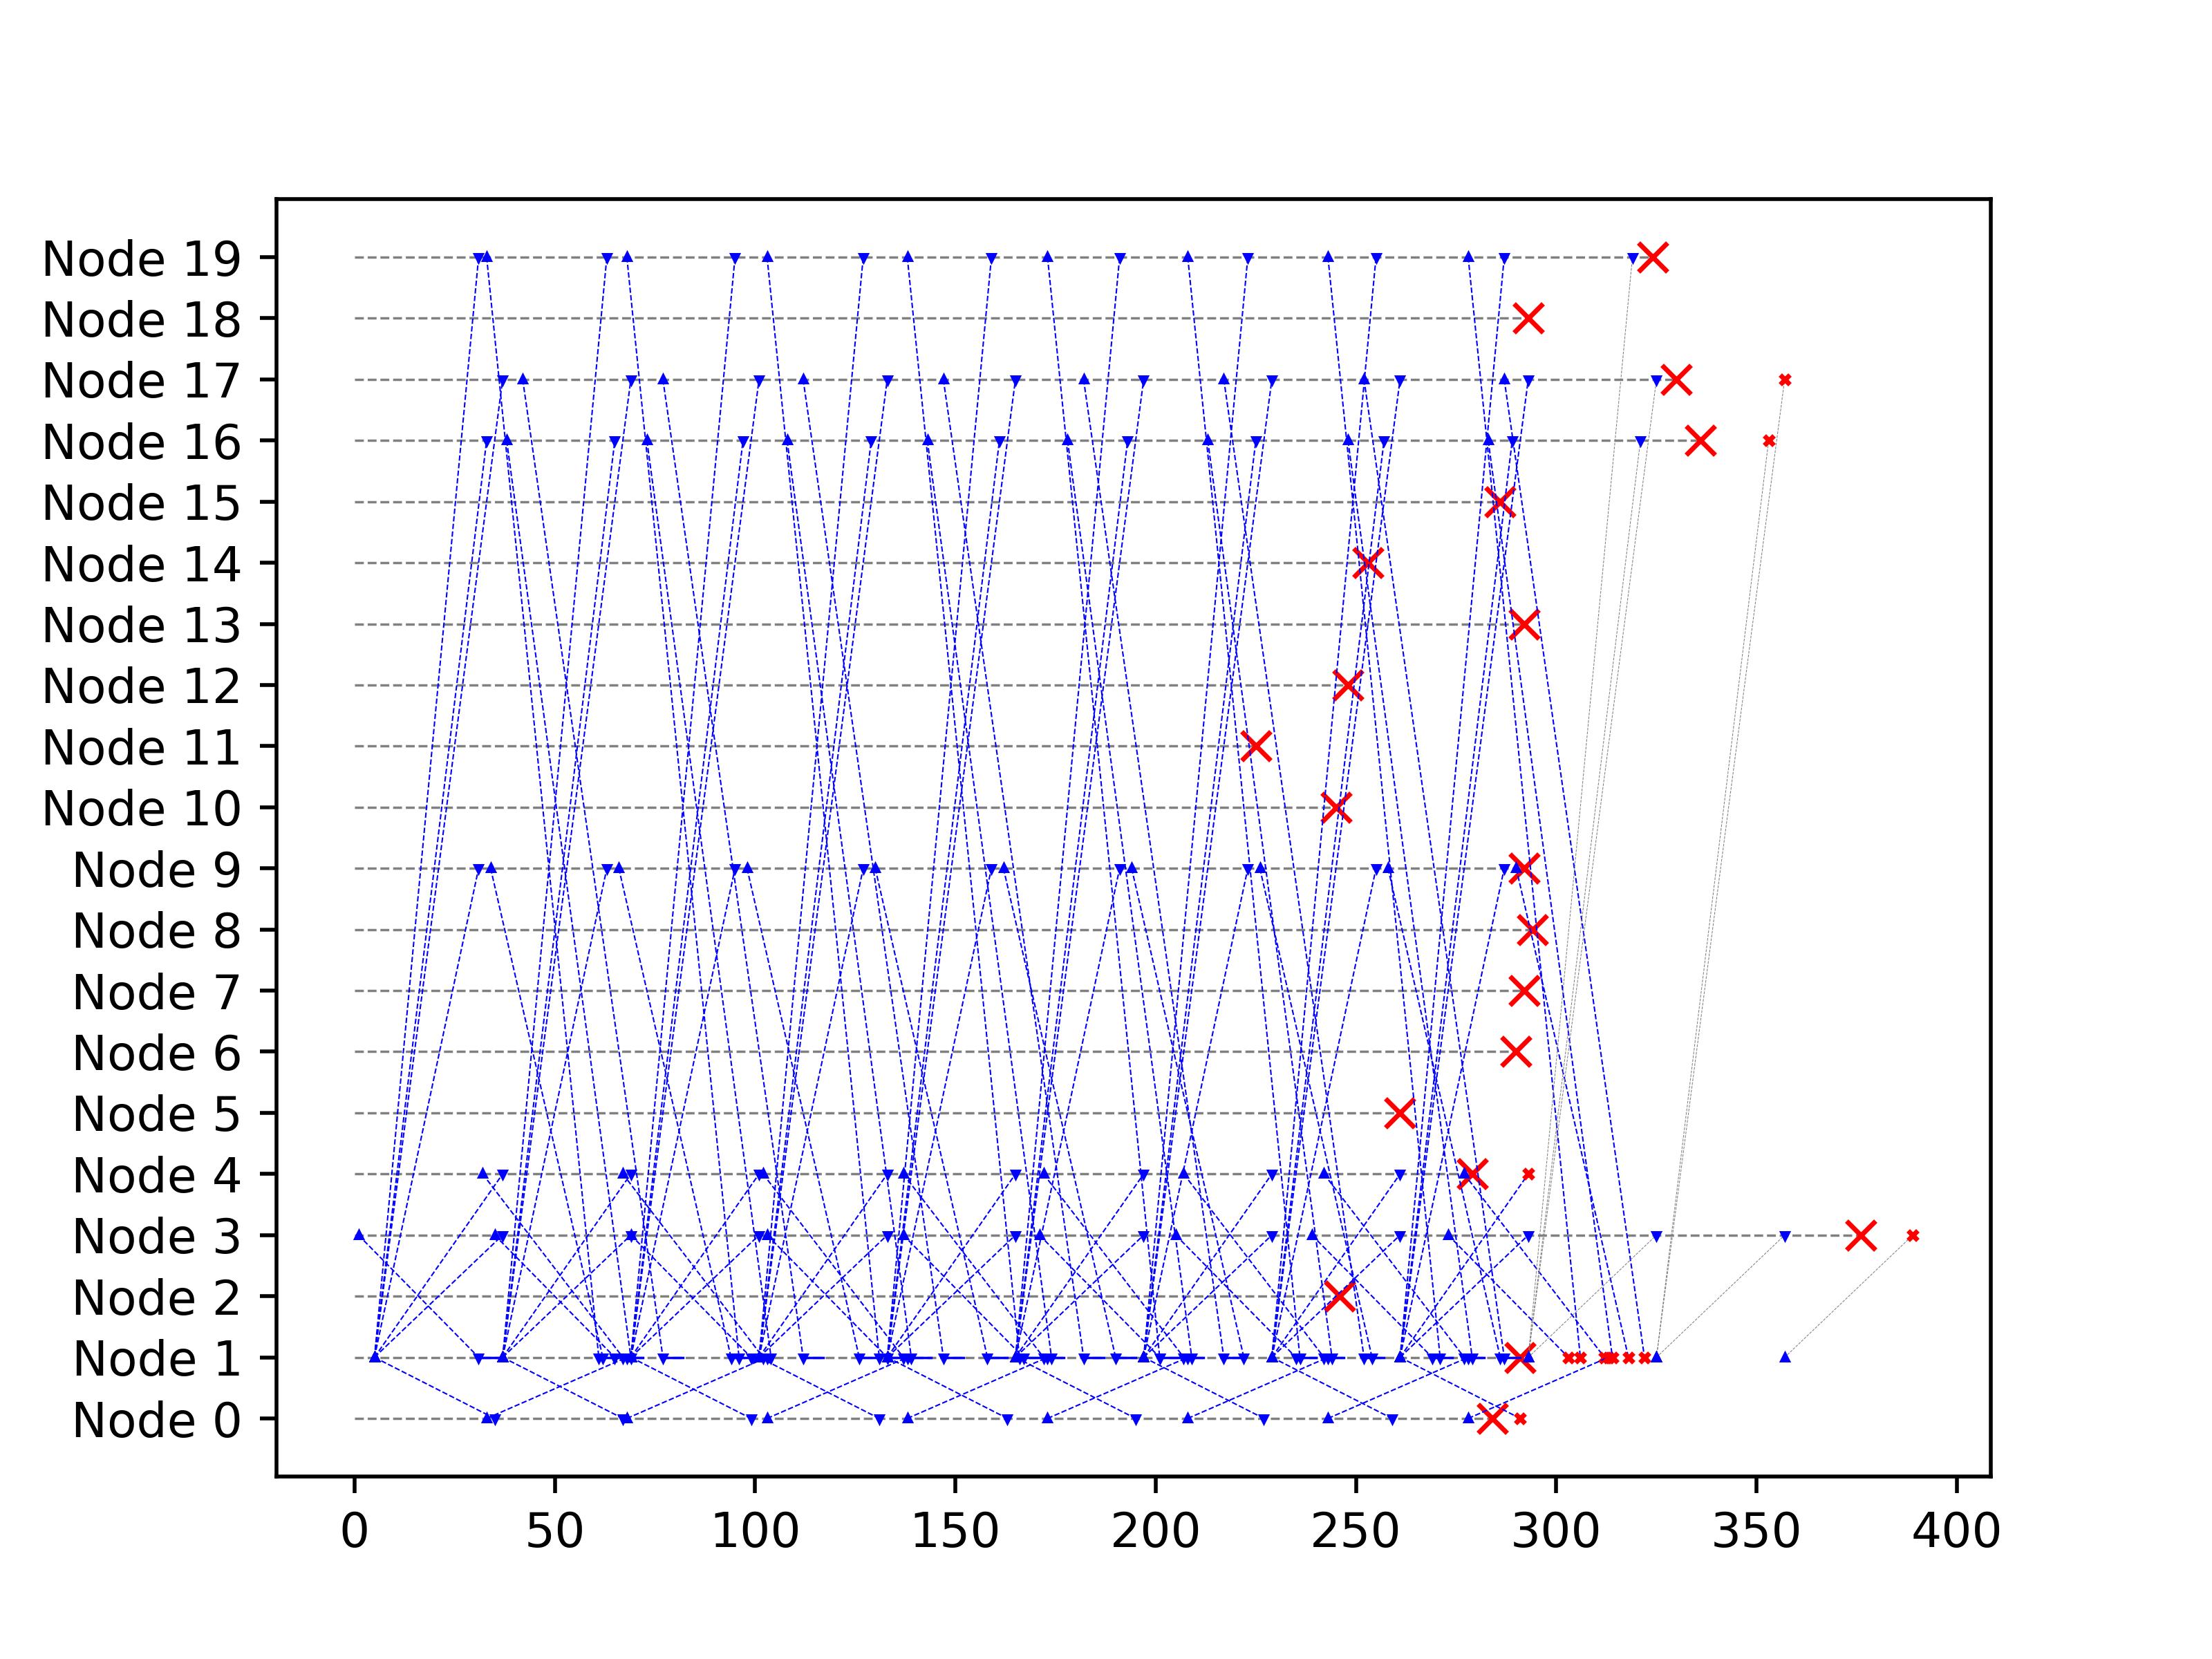 Node 19
Node 18
Node 17
Node 16
Node 15
Node 14
Node 13
Node 12
Node 11
Node 10
Node 9
Node 8
Node 7
Node 6
Node 5
Node 4
Node 3
Node 2
Node 1
Node 0
0 50 100 150 200 250 300 350 400